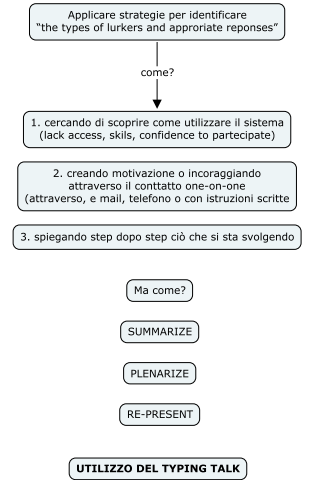 Applicare strategie per identificare
“the types of lurkers and approriate reponses”
come?
1. cercando di scoprire come utilizzare il sistema
(lack access, skils, confidence to partecipate)
2. creando motivazione o incoraggiando
attraverso il conttatto one-on-one
(attraverso, e mail, telefono o con istruzioni scritte
3. spiegando step dopo step ciò che si sta svolgendo
Ma come?
SUMMARIZE
PLENARIZE
RE-PRESENT
UTILIZZO DEL TYPING TALK